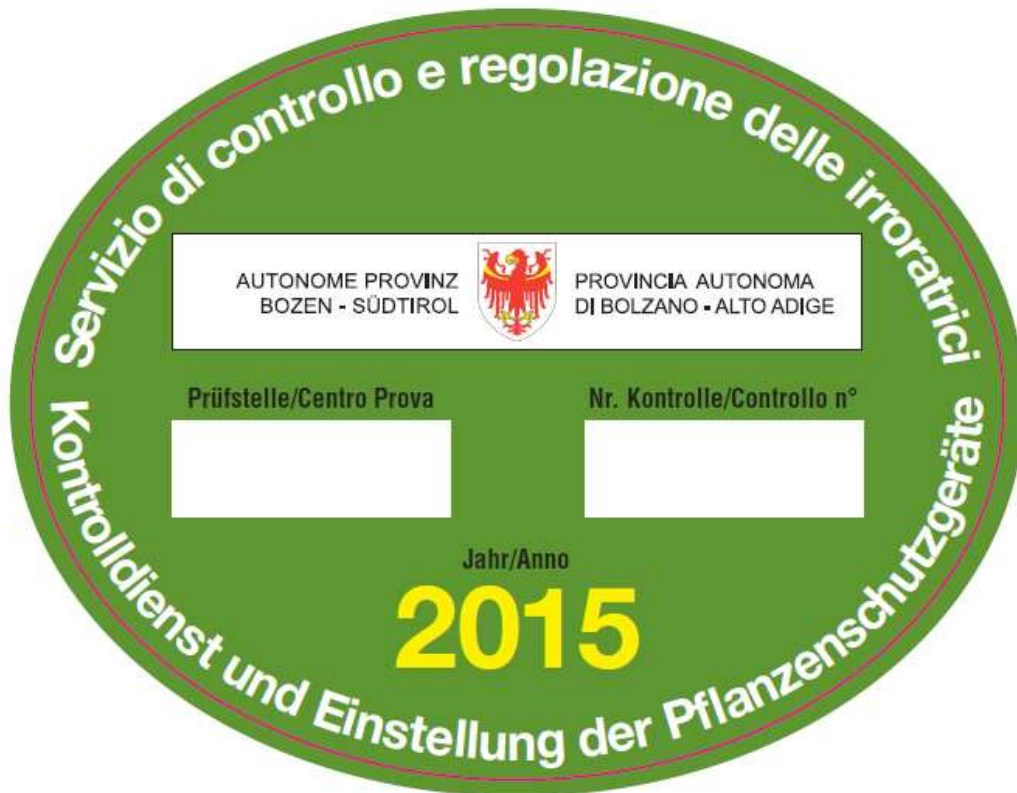 Servizio di controllo e regolazione delle irroratrici
AUTONOME PROVINZ
BOZEN - SÜDTIROL
PROVINCIA AUTONOMA
DI BOLZANO - ALTO ADIGE
Prüfstelle/Centro Prova
Nr. Kontrolle/Controllo n°
Jahr/Anno
2015
Kontrolldienst und Einstellung der Pflanzenschutzgeräte